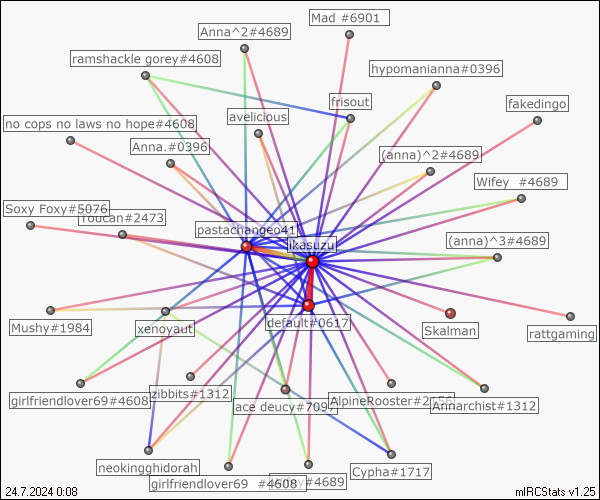 Mad #6901
Anna^2#4689
ramshackle gorey#4608
hypomanianna#0396
frisout
fakedingo
avelicious
no cops no laws no hope#4608
Anna.#0396
(anna)^2#4689
Wifey #4689
Soxy Foxy#5076
Toucan#2473
pastachangeo41
ikasuzu
(anna)^3#4689
default#0617
Mushy#1984
xenoyaut
Skalman
rattgaming
girlfriendlover69#4608
zibbits#1312
ace deucy#7097
AlpineRooster#2156
Annarchist#1312
neokingghidorah
girlfriendlover69 #4608
#4689
Cypha#1717
24.7.2024 0:08
mIRCStats v1.25